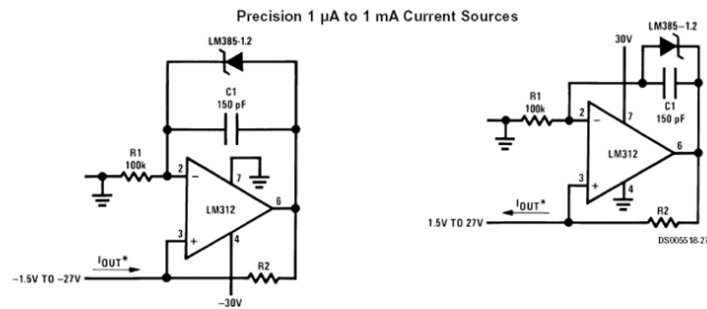 Precision 1 µA to 1 mA Current Sources
LM385-1.2
C1
150 pF
R1
100k
2
−
7
LM312
6
3
+
4
IOUT*
−1.5V TO −27V
R2
−30V
LM385–1.2
30V
C1
150 pF
R1
100k
2
−
7
LM312
6
3
+
4
IOUT*
1.5V TO 27V
R2
DS005518-27